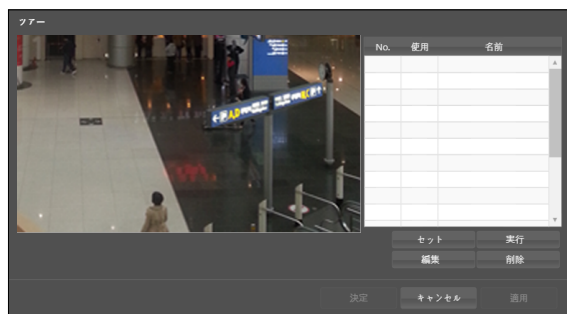 ツアー
No. 使用 名前
A,D B,C
セット 実行
編集 削除
決定 キャンセル 適用